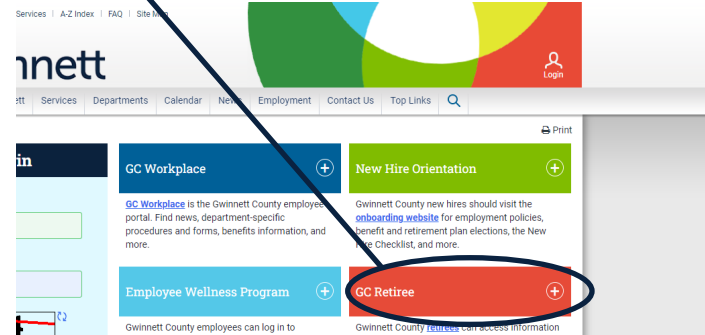 Services | A-Z Index | FAQ | Site Map
nnett
Login
ett Services Departments Calendar News Employment Contact Us Top Links
Print
in
GC Workplace
New Hire Orientation
GC Workplace is the Gwinnett County employee
portal. Find news, department-specific
procedures and forms, benefits information, and
more.
Gwinnett County new hires should visit the
onboarding website for employment policies,
benefit and retirement plan elections, the New
Hire Checklist, and more.
Employee Wellness Program
GC Retiree
Gwinnett County employees can log in to
Gwinnett County retirees can access information